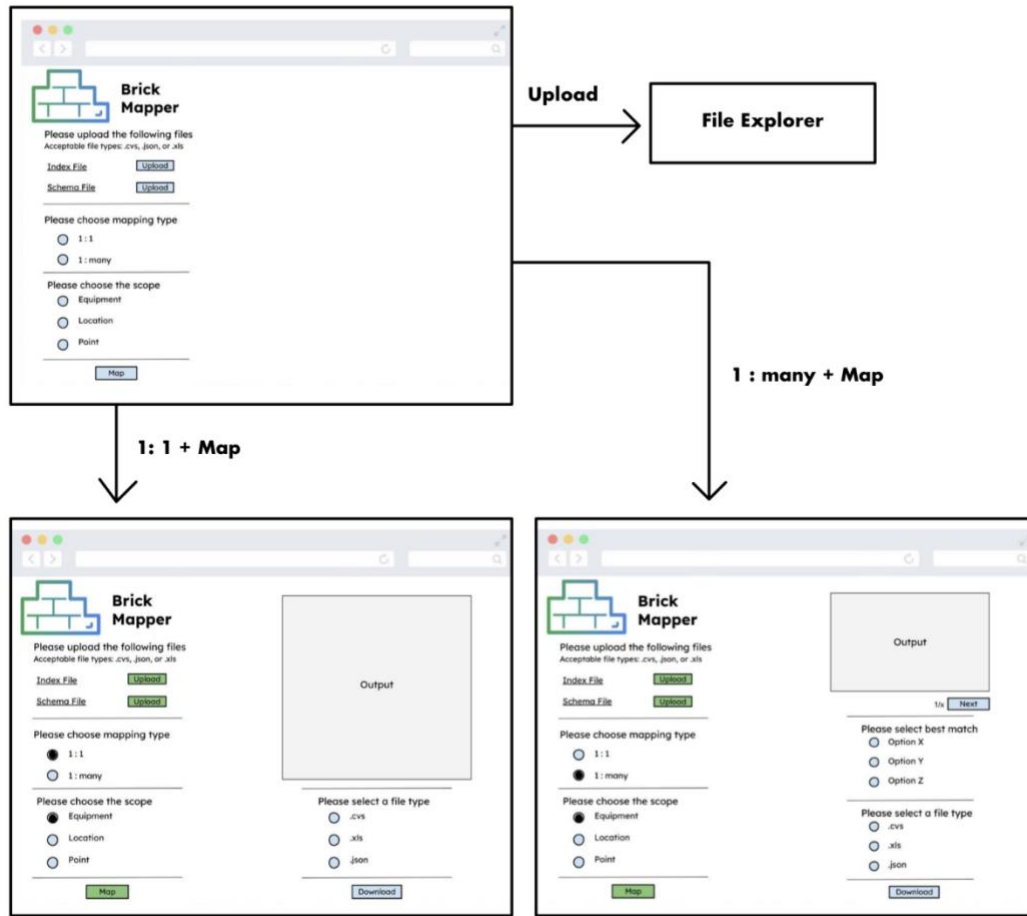 Brick
Mapper
Please upload the following files
Acceptable file types: .cvs, .json, or .xls
Index File Upload
Schema File Upload
Please choose mapping type
1 : 1
1 : many
Please choose the scope
Equipment
Location
Point
Map
Upload
File Explorer
1: 1 + Map
1 : many + Map
Brick
Mapper
Please upload the following files
Acceptable file types: .cvs, .json, or .xls
Index File Upload
Schema File Upload
Please choose mapping type
1 : 1
1 : many
Please choose the scope
Equipment
Location
Point
Map
Output
Please select a file type
.cvs
.xls
.json
Download
Brick
Mapper
Please upload the following files
Acceptable file types: .cvs, .json, or .xls
Index File Upload
Schema File Upload
Please choose mapping type
1 : 1
1 : many
Please choose the scope
Equipment
Location
Point
Map
Output
1/x Next
Please select best match
Option X
Option Y
Option Z
Please select a file type
.cvs
.xls
.json
Download